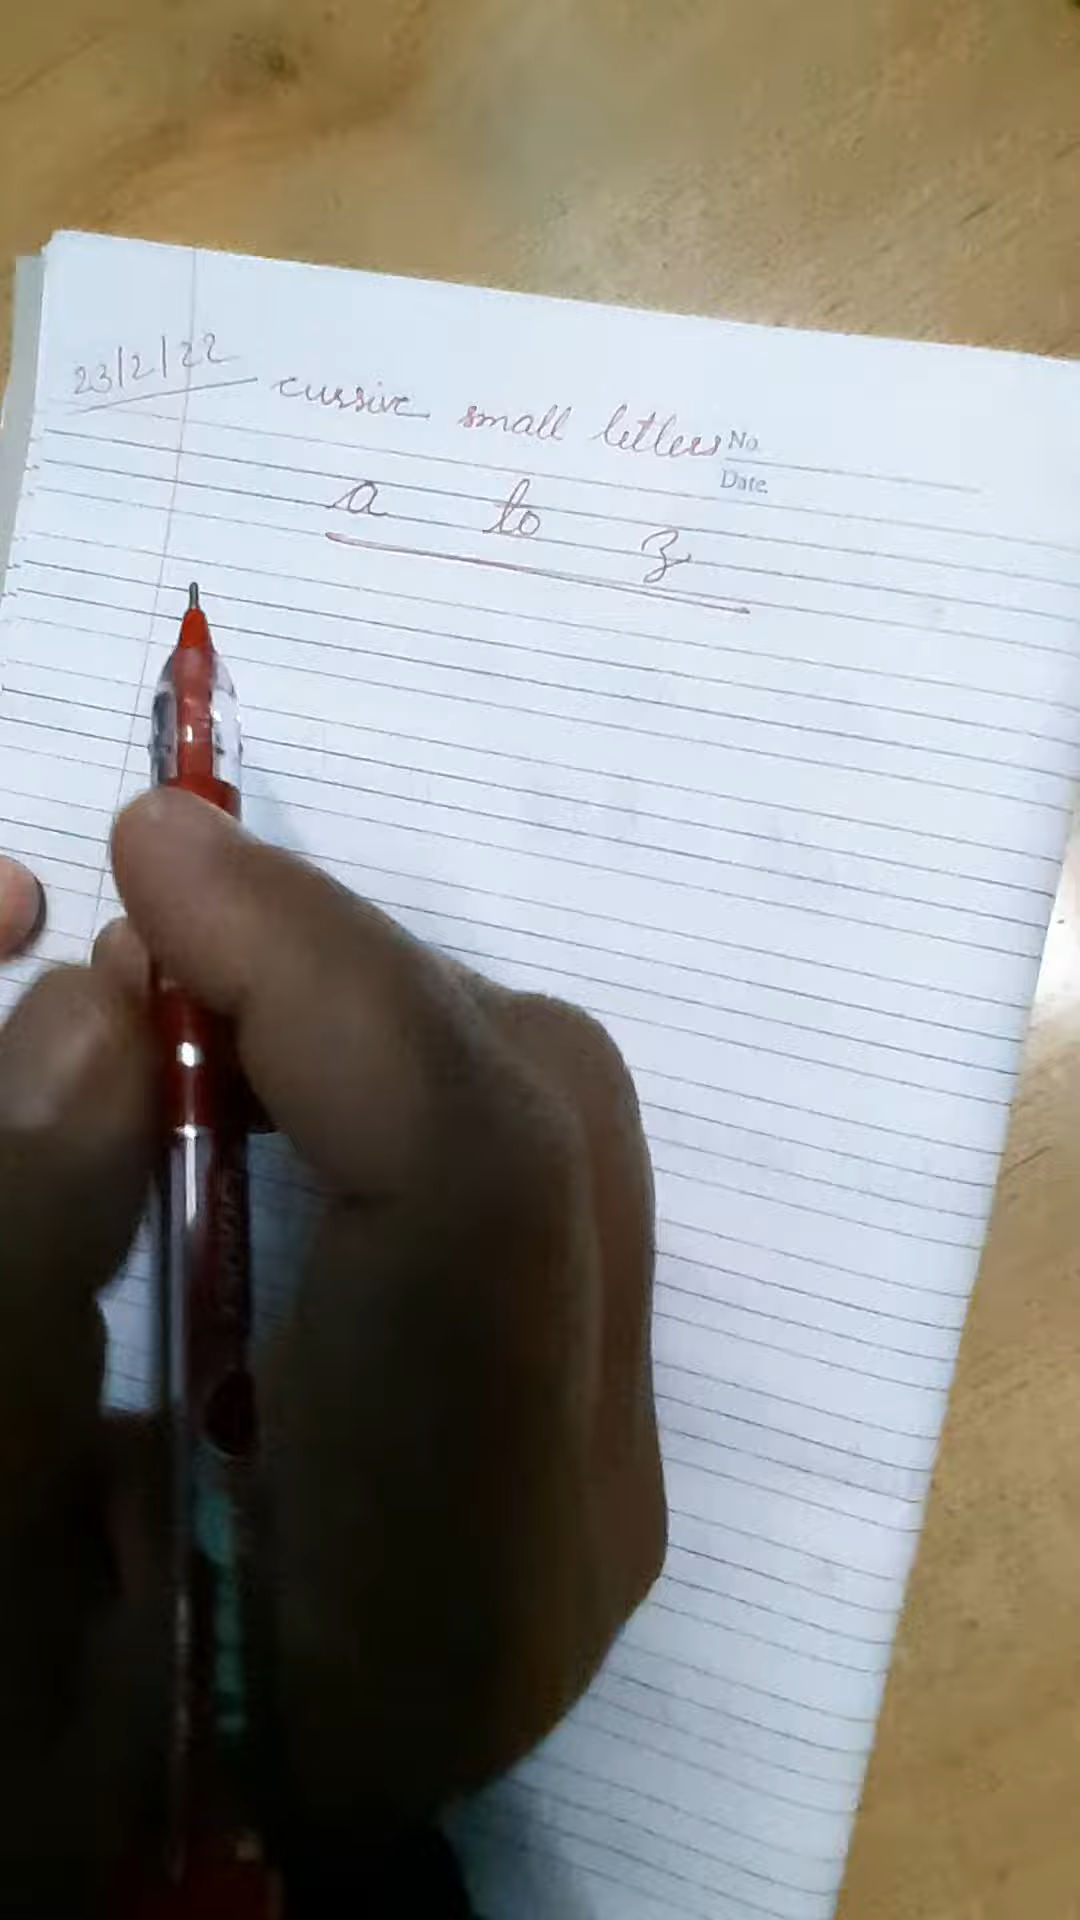 23/2/22
cursive small letters
No.
Date.
a to z